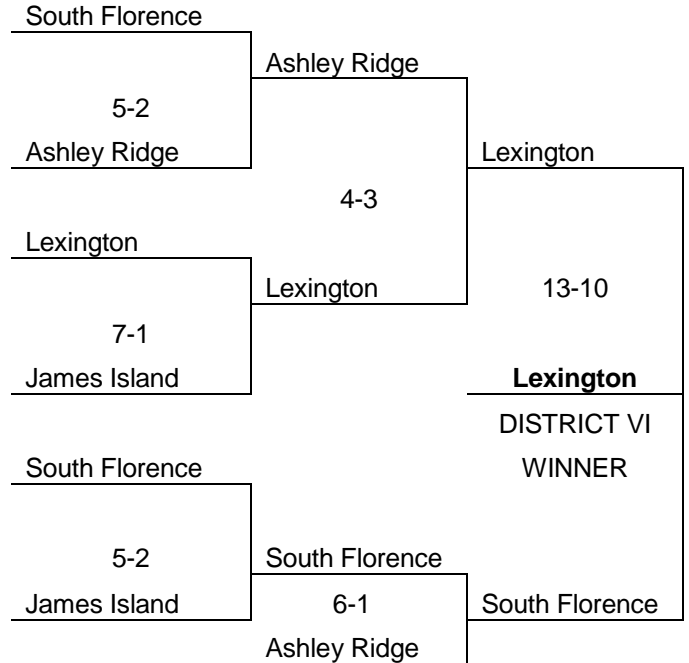 South Florence
Ashley Ridge
5-2
Ashley Ridge
Lexington
4-3
Lexington
Lexington
13-10
7-1
James Island
Lexington
DISTRICT VI
South Florence
WINNER
5-2
South Florence
James Island
6-1
South Florence
Ashley Ridge